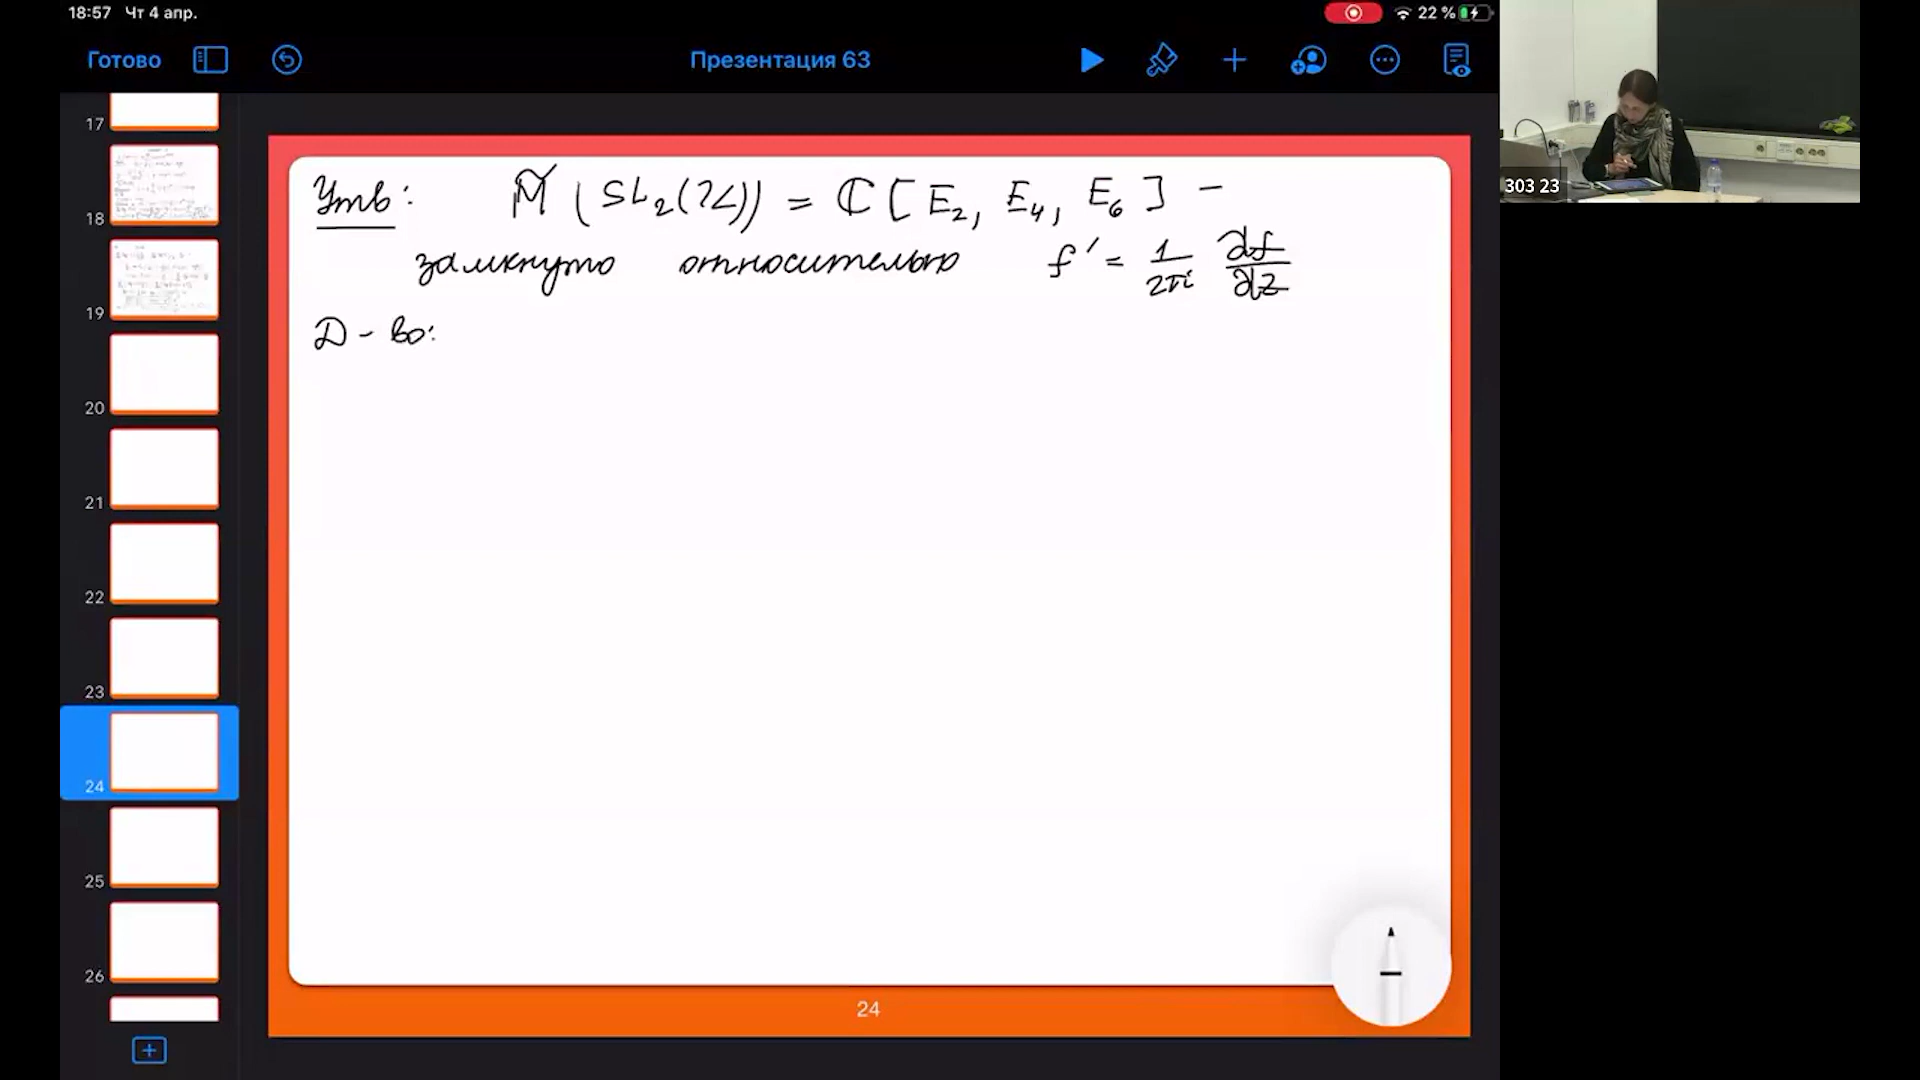 18:57 Чт 4 апр.
22 %
Готово
Презентация 63
303 23
17
18
19
20
21
22
23
24
25
26
Утв: M̃ (SL₂(ℤ)) = ℂ [E₂, E₄, E₆] –
замкнуто относительно f' = 1/2πi ∂f/∂z
Д-во:
24